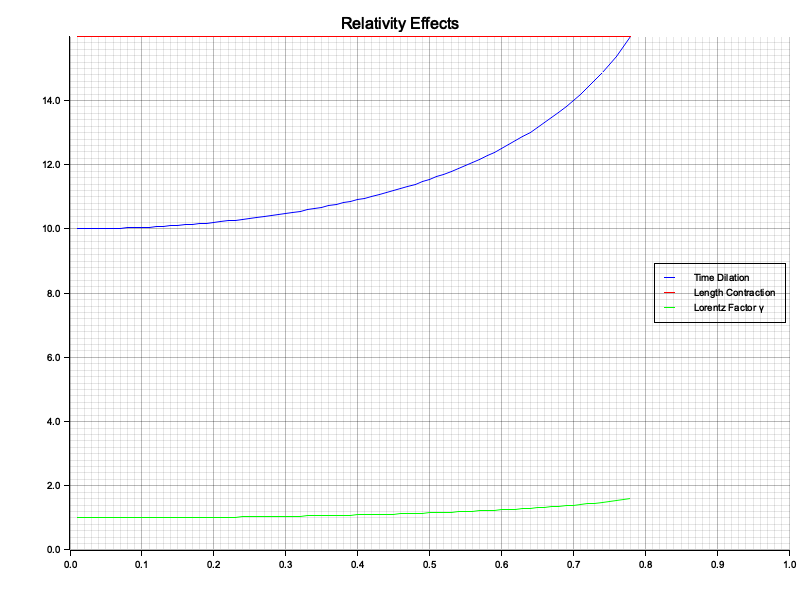 Relativity Effects
14.0
12.0
10.0
8.0
6.0
4.0
2.0
0.0
Time Dilation
Length Contraction
Lorentz Factor γ
0.0 0.1 0.2 0.3 0.4 0.5 0.6 0.7 0.8 0.9 1.0